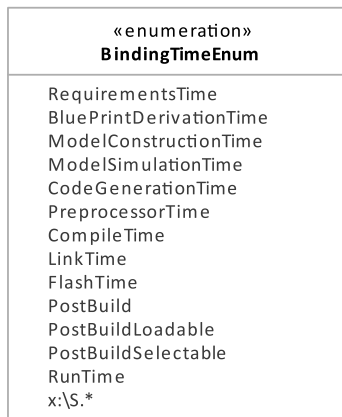 «enumeration»
BindingTimeEnum
RequirementsTime
BluePrintDerivationTime
ModelConstructionTime
ModelSimulationTime
CodeGenerationTime
PreprocessorTime
CompileTime
LinkTime
FlashTime
PostBuild
PostBuildLoadable
PostBuildSelectable
RunTime
x:\S.*